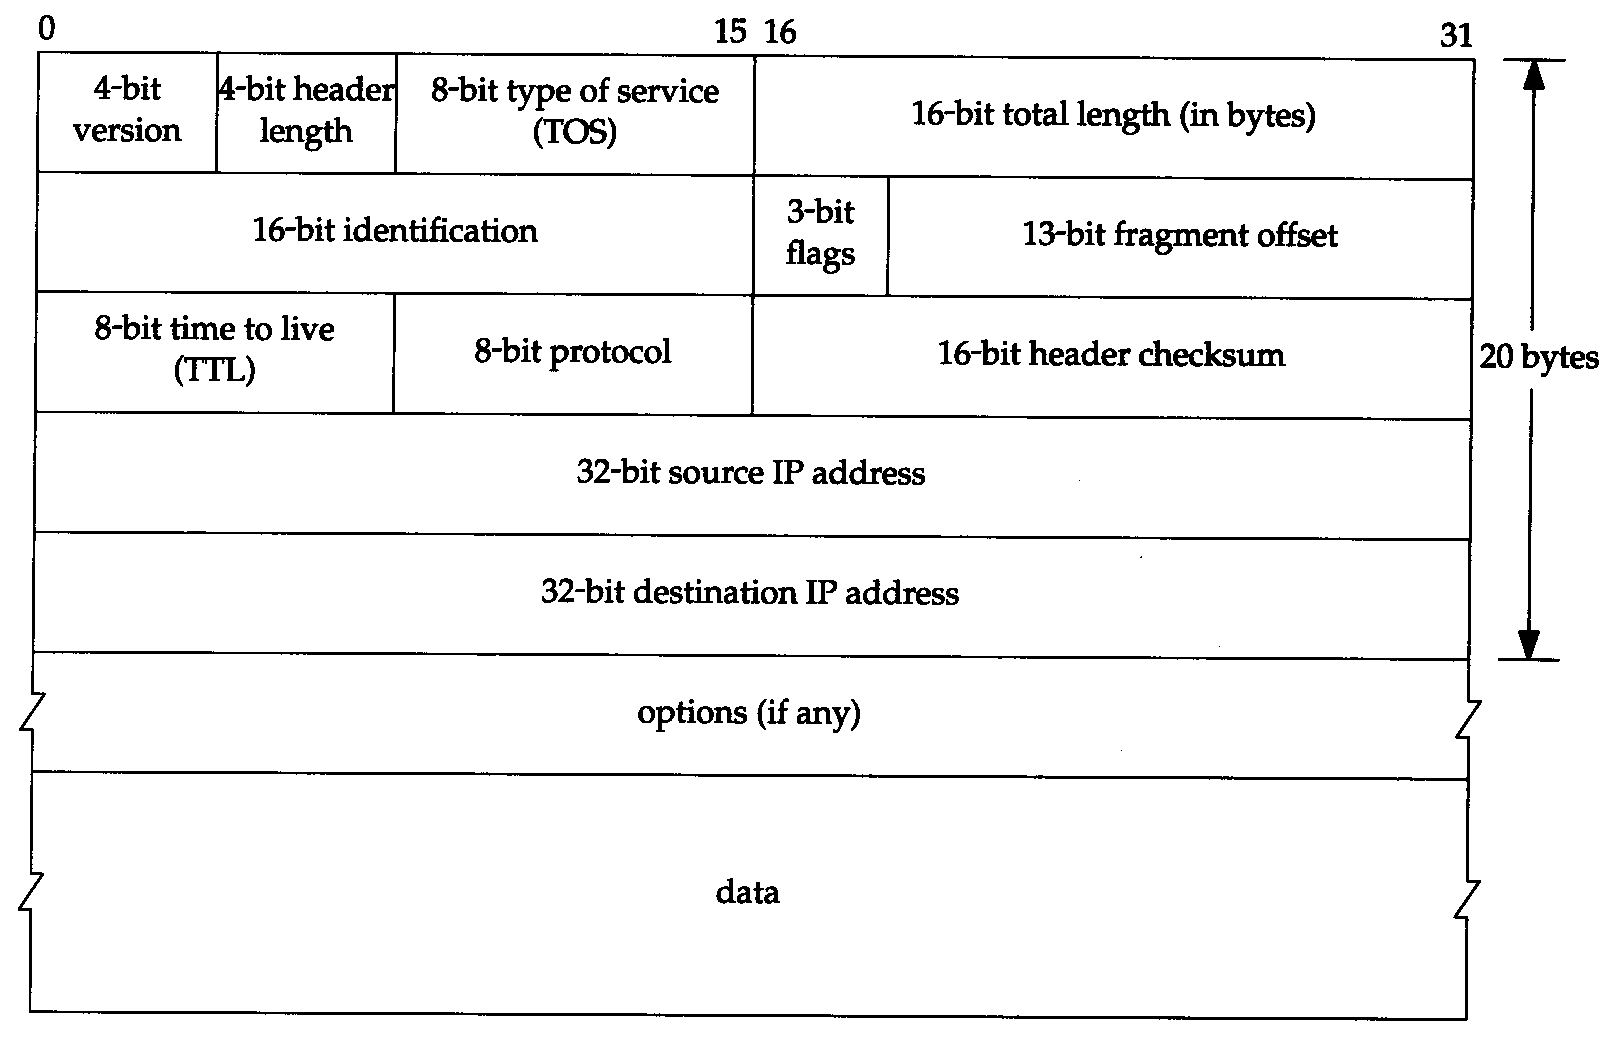 0 15 16 31
4-bit version
4-bit header length
8-bit type of service (TOS)
16-bit total length (in bytes)
16-bit identification
3-bit flags
13-bit fragment offset
8-bit time to live (TTL)
8-bit protocol
16-bit header checksum
20 bytes
32-bit source IP address
32-bit destination IP address
options (if any)
data